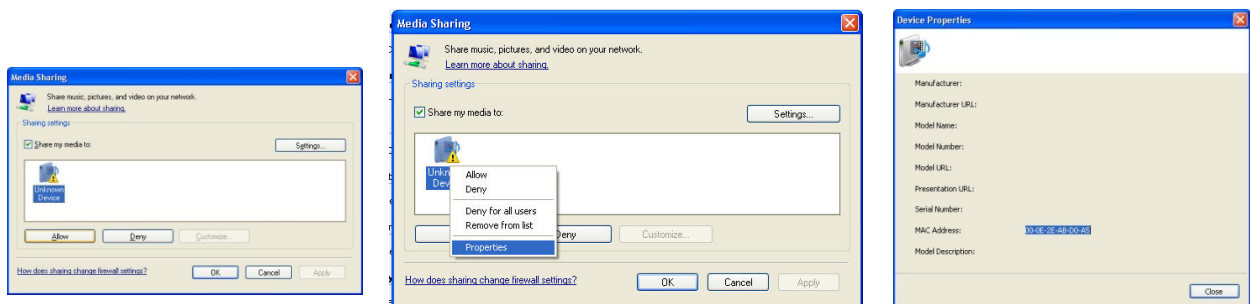 Media Sharing
Share music, pictures, and video on your network.
Learn more about sharing.
Sharing settings
Share my media to:
Settings...
Unknown
Device
Allow
Deny
Customize...
How does sharing change firewall settings?
OK
Cancel
Apply
Media Sharing
Share music, pictures, and video on your network.
Learn more about sharing.
Sharing settings
Share my media to:
Settings...
Unkn
Dev
Allow
Deny
Deny for all users
Remove from list
Properties
Deny
Customize...
How does sharing change firewall settings?
OK
Cancel
Apply
Device Properties
Manufacturer:
Manufacturer URL:
Model Name:
Model Number:
Model URL:
Presentation URL:
Serial Number:
MAC Address: 00-0E-2E-AB-D0-A5
Model Description:
Close